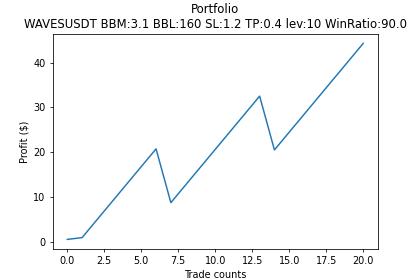 Portfolio
WAVESUSDT BBM:3.1 BBL:160 SL:1.2 TP:0.4 lev:10 WinRatio:90.0
40
30
20
10
0
Profit ($)
0.0 2.5 5.0 7.5 10.0 12.5 15.0 17.5 20.0
Trade counts